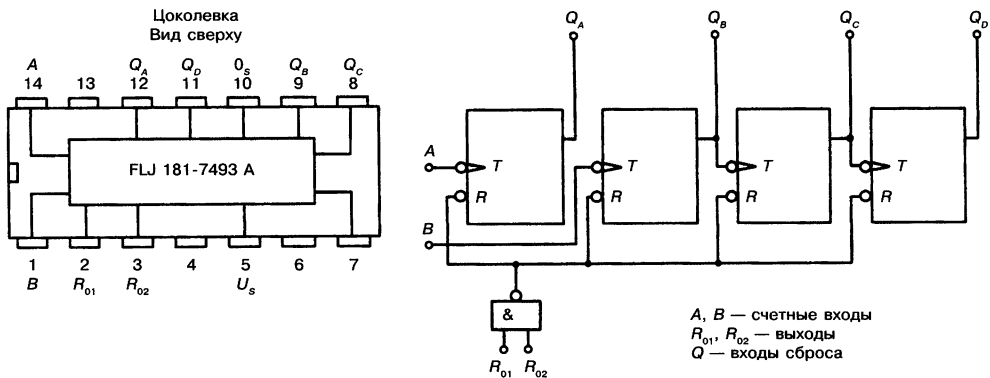 Цоколевка
Вид сверху
A Q_A Q_D 0_S Q_B Q_C
14 13 12 11 10 9 8
FLJ 181-7493 A
1 2 3 4 5 6 7
B R_01 R_02 U_S
Q_A Q_B Q_C Q_D
A T T T T
R R R R
B
&
R_01 R_02
A, B — счетные входы
R_01, R_02 — выходы
Q — входы сброса